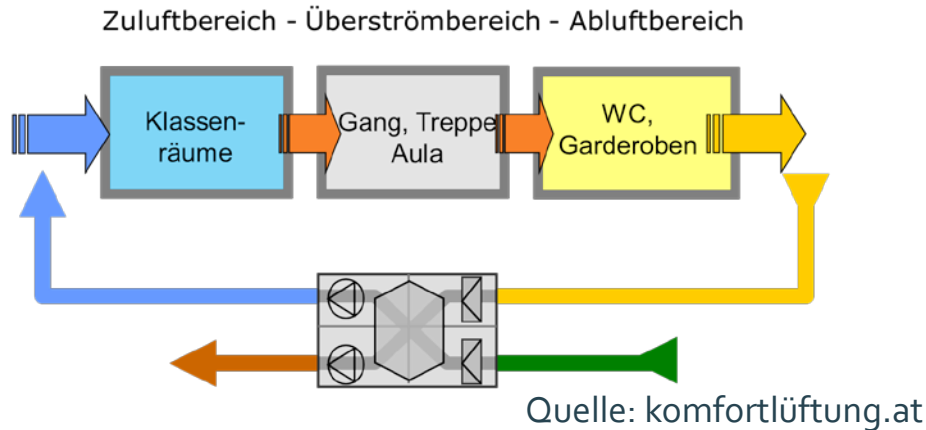 Zuluftbereich - Überströmbereich - Abluftbereich
Klassen-
räume
Gang, Treppe
Aula
WC,
Garderoben
Quelle: komfortlüftung.at